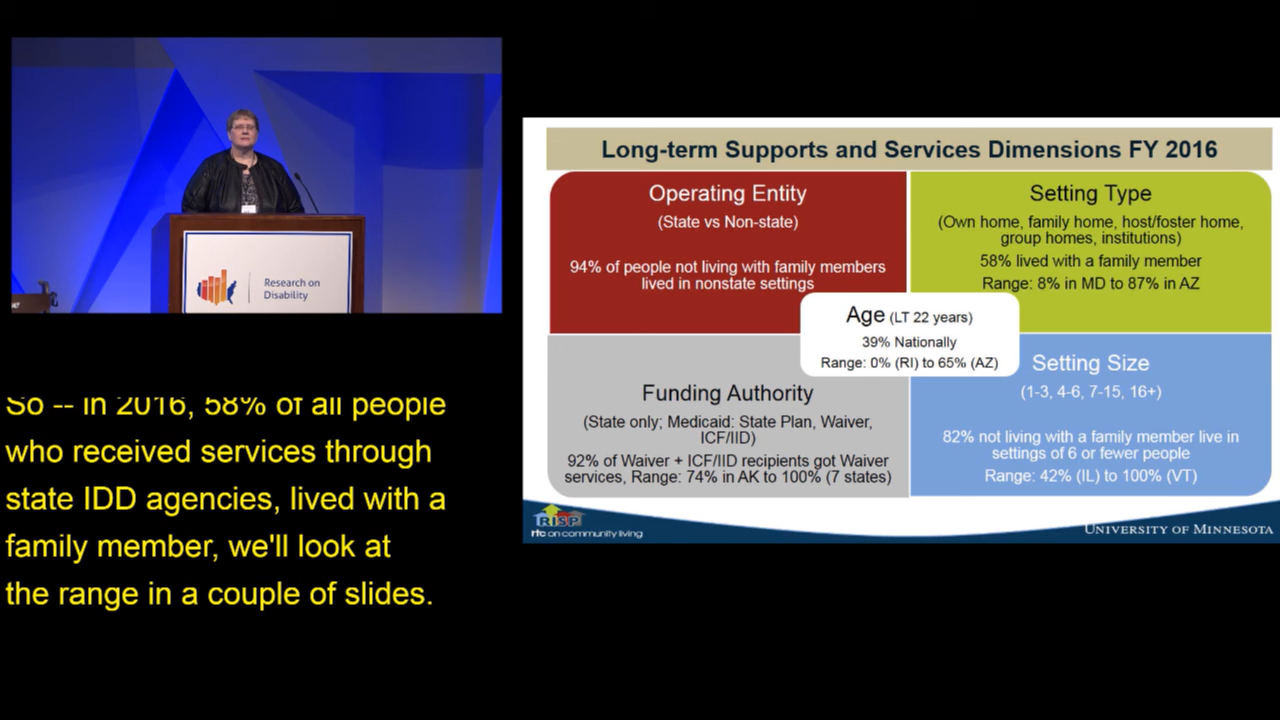 Research on
Disability
So -- in 2016, 58% of all people
who received services through
state IDD agencies, lived with a
family member, we'll look at
the range in a couple of slides.
Long-term Supports and Services Dimensions FY 2016
Operating Entity
(State vs Non-state)
94% of people not living with family members
lived in nonstate settings
Setting Type
(Own home, family home, host/foster home,
group homes, institutions)
58% lived with a family member
Range: 8% in MD to 87% in AZ
Age (LT 22 years)
39% Nationally
Range: 0% (RI) to 65% (AZ)
Funding Authority
(State only; Medicaid: State Plan, Waiver,
ICF/IID)
92% of Waiver + ICF/IID recipients got Waiver
services, Range: 74% in AK to 100% (7 states)
Setting Size
(1-3, 4-6, 7-15, 16+)
82% not living with a family member live in
settings of 6 or fewer people
Range: 42% (IL) to 100% (VT)
RISP
rtc on community living
UNIVERSITY OF MINNESOTA